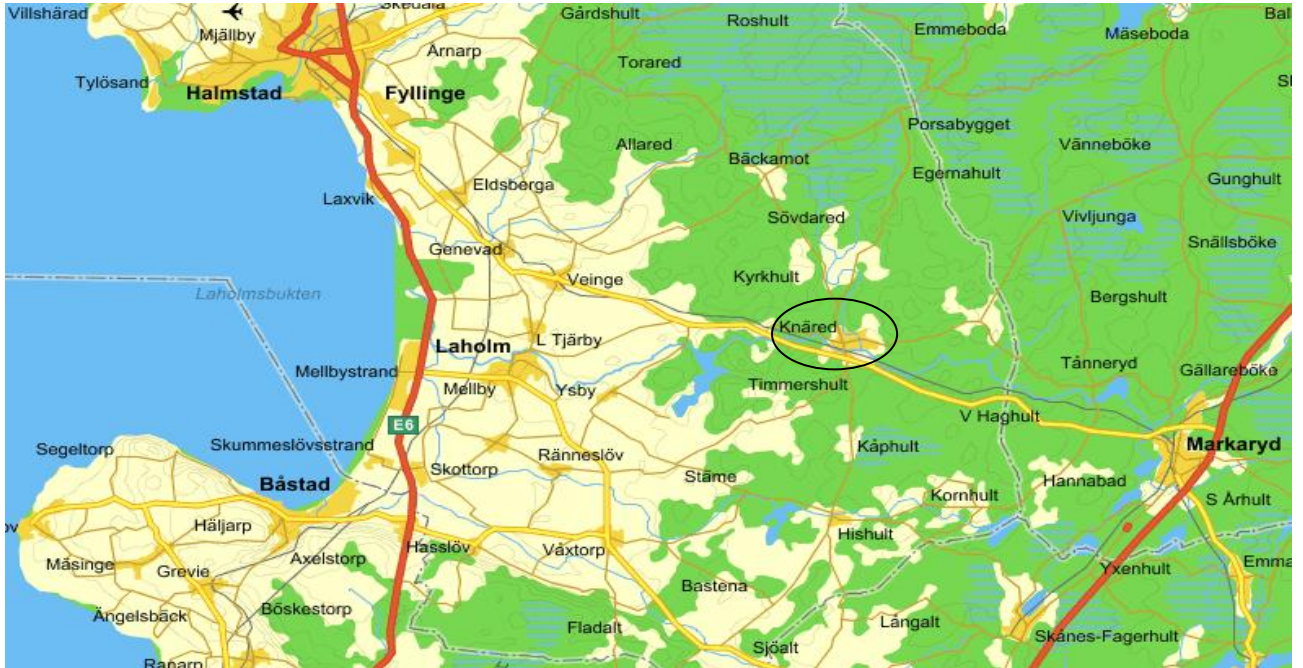 Villshärad
Skedala
Gårdshult
Roshult
Emmeboda
Mäseboda
Mjällby
Årnarp
Torared
Tylösand
Halmstad
Fyllinge
Porsabygget
Allared
Bäckamot
Vänneböke
Egernahult
Gunghult
Eldsberga
Laxvik
Sövdared
Vivljunga
Snällsböke
Genevad
Veinge
Kyrkhult
Laholmsbukten
Bergshult
Knäred
L Tjärby
Laholm
Tånneryd
Gällareböke
Mellbystrand
Mellby
Ysby
Timmershult
V Haghult
E6
Segeltorp
Skummeslövsstrand
Kåphult
Markaryd
Ränneslöv
Skottorp
Stäme
Båstad
Hannabad
Kornhult
S Århult
Häljarp
Hishult
Axelstorp
Hasslöv
Våxtorp
Måsinge
Grevie
Yxenhult
Bastena
Böskestorp
Ängelsbäck
Fladalt
Långalt
Skånes-Fagerhult
Sjöalt
Ranarp